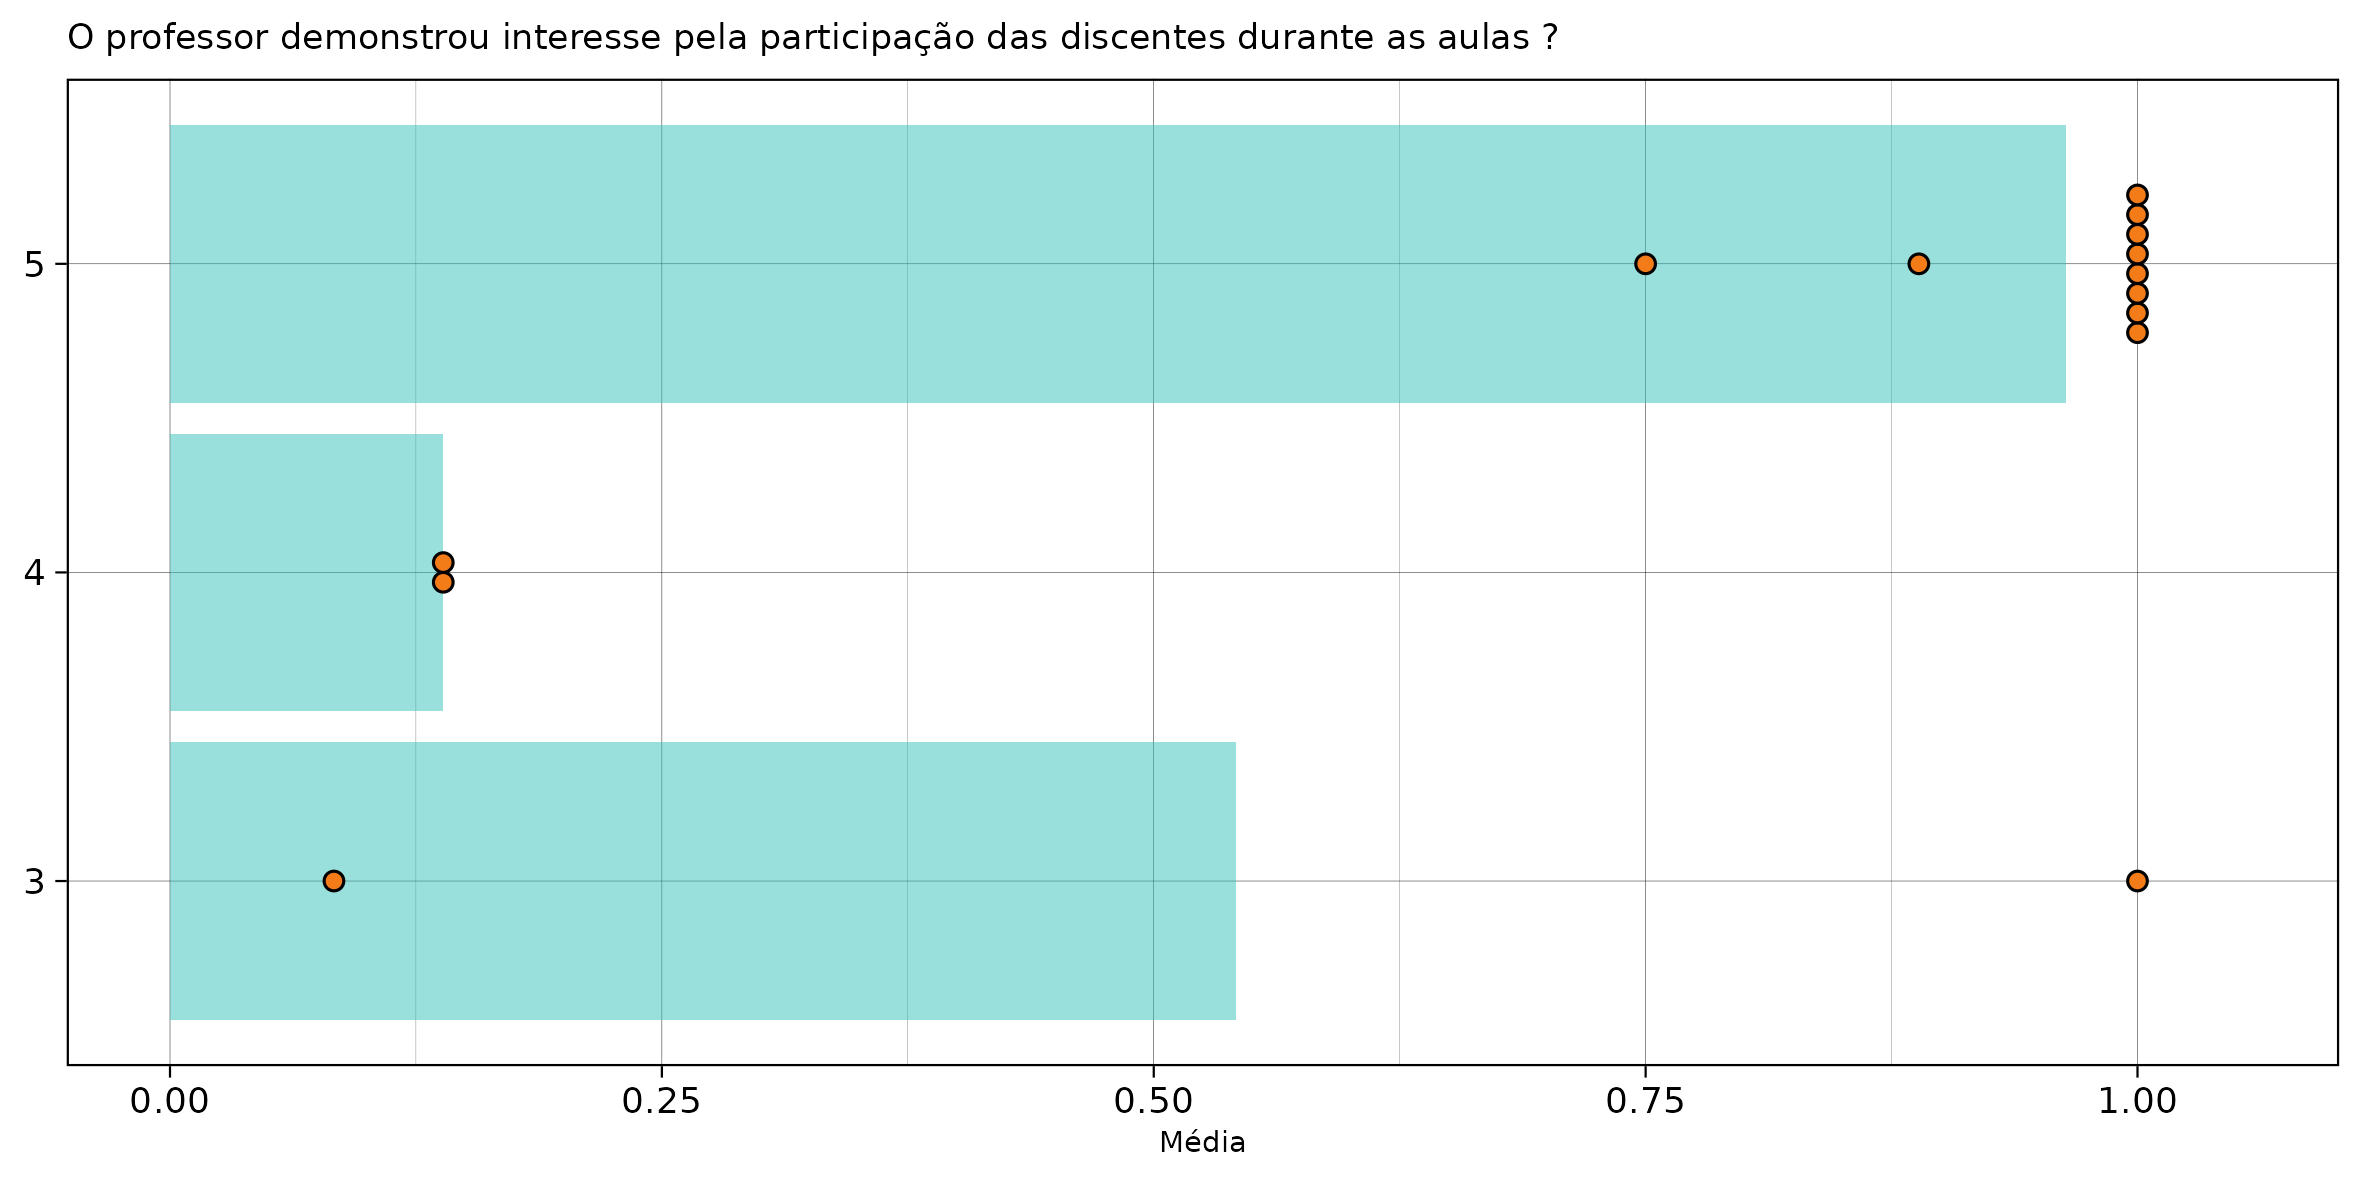 O professor demonstrou interesse pela participação das discentes durante as aulas ?
5
4
3
0.00 0.25 0.50 0.75 1.00
Média